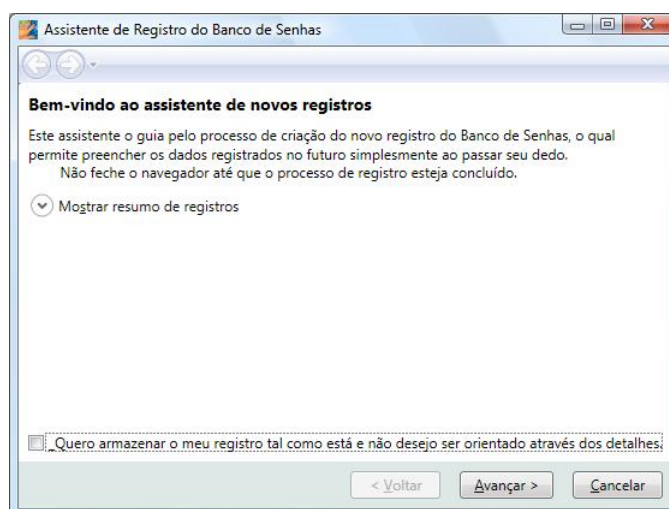 Assistente de Registro do Banco de Senhas
Bem-vindo ao assistente de novos registros
Este assistente o guia pelo processo de criação do novo registro do Banco de Senhas, o qual
permite preencher os dados registrados no futuro simplesmente ao passar seu dedo.
Não feche o navegador até que o processo de registro esteja concluído.
Mostrar resumo de registros
_Quero armazenar o meu registro tal como está e não desejo ser orientado através dos detalhes.
< Voltar
Avançar >
Cancelar